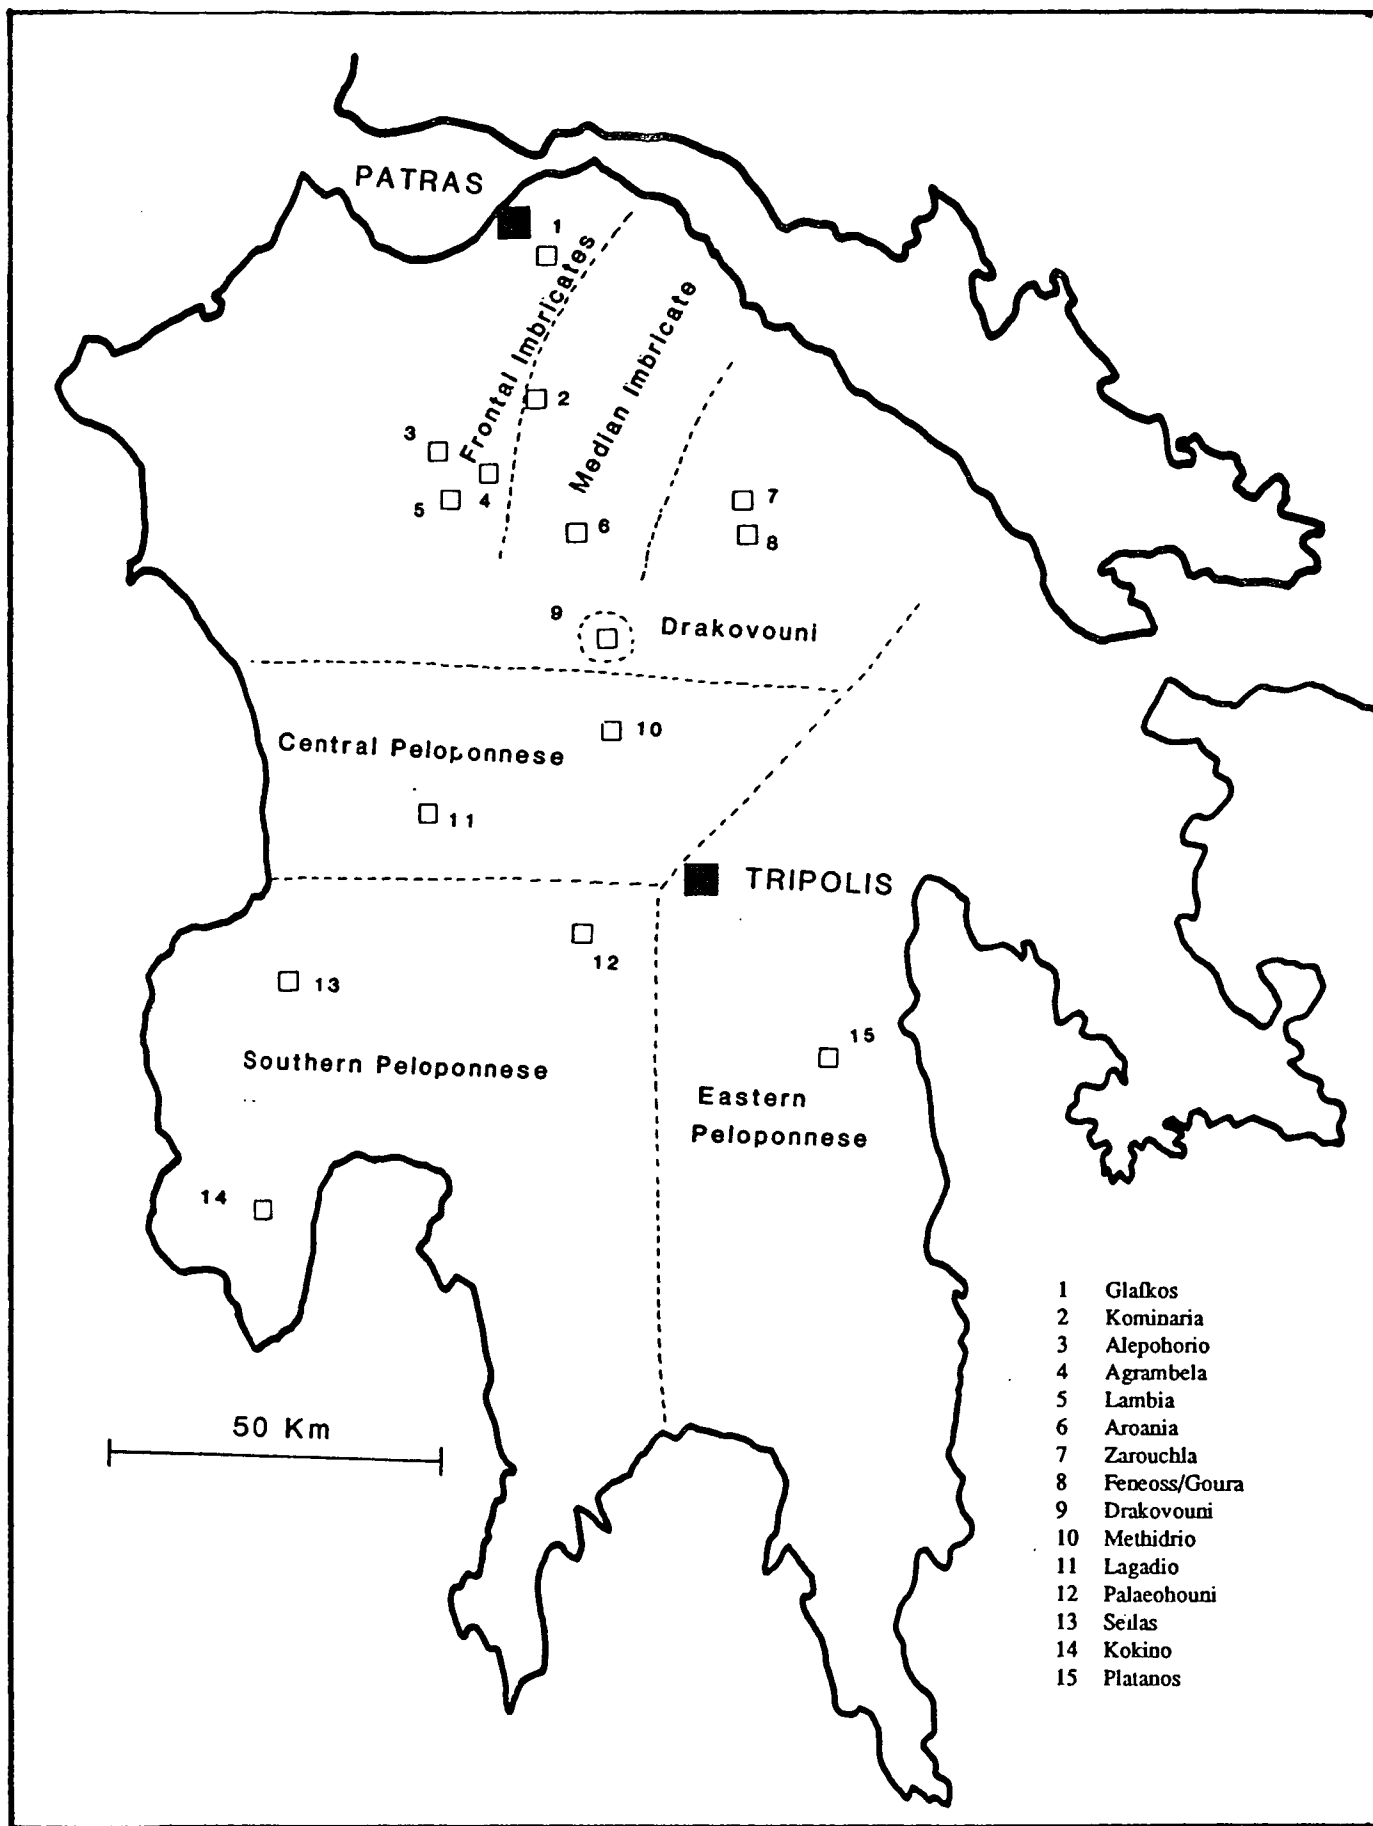 PATRAS
1
Frontal Imbricates
Median Imbricate
2
3
4
5
6
7
8
9
Drakovouni
10
Central Peloponnese
11
TRIPOLIS
12
13
15
Southern Peloponnese
Eastern
Peloponnese
14
50 Km
1 Glafkos
2 Kominaria
3 Alepohorio
4 Agrambela
5 Lambia
6 Aroania
7 Zarouchla
8 Feneoss/Goura
9 Drakovouni
10 Methidrio
11 Lagadio
12 Palaeohouni
13 Sellas
14 Kokino
15 Platanos